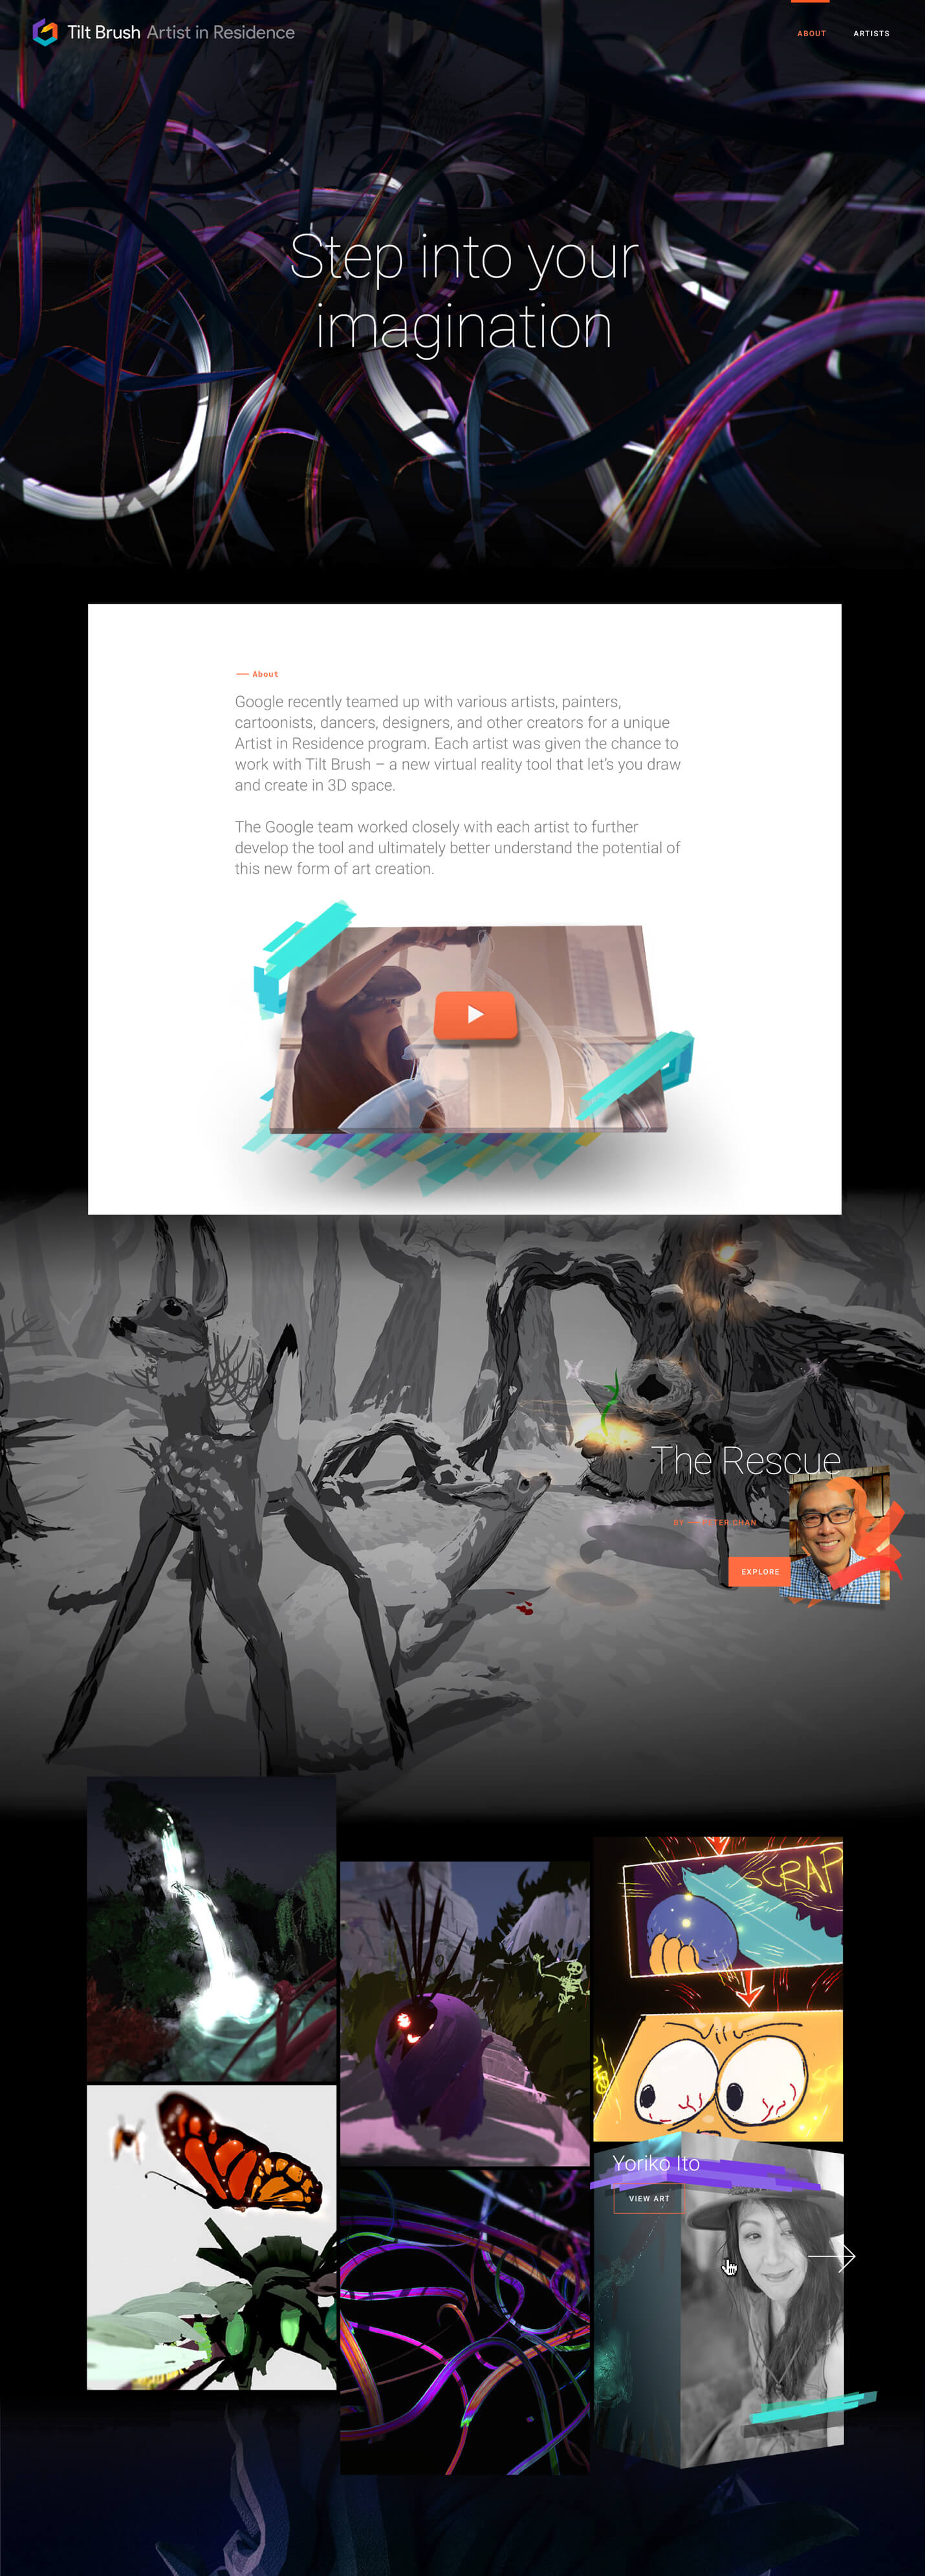 Tilt Brush Artist in Residence
ABOUT
ARTISTS
Step into your
imagination
— About
Google recently teamed up with various artists, painters,
cartoonists, dancers, designers, and other creators for a unique
Artist in Residence program. Each artist was given the chance to
work with Tilt Brush – a new virtual reality tool that let's you draw
and create in 3D space.
The Google team worked closely with each artist to further
develop the tool and ultimately better understand the potential of
this new form of art creation.
The Rescue
BY — CHAN
EXPLORE
SCRAP
Yoriko Ito
VIEW ART